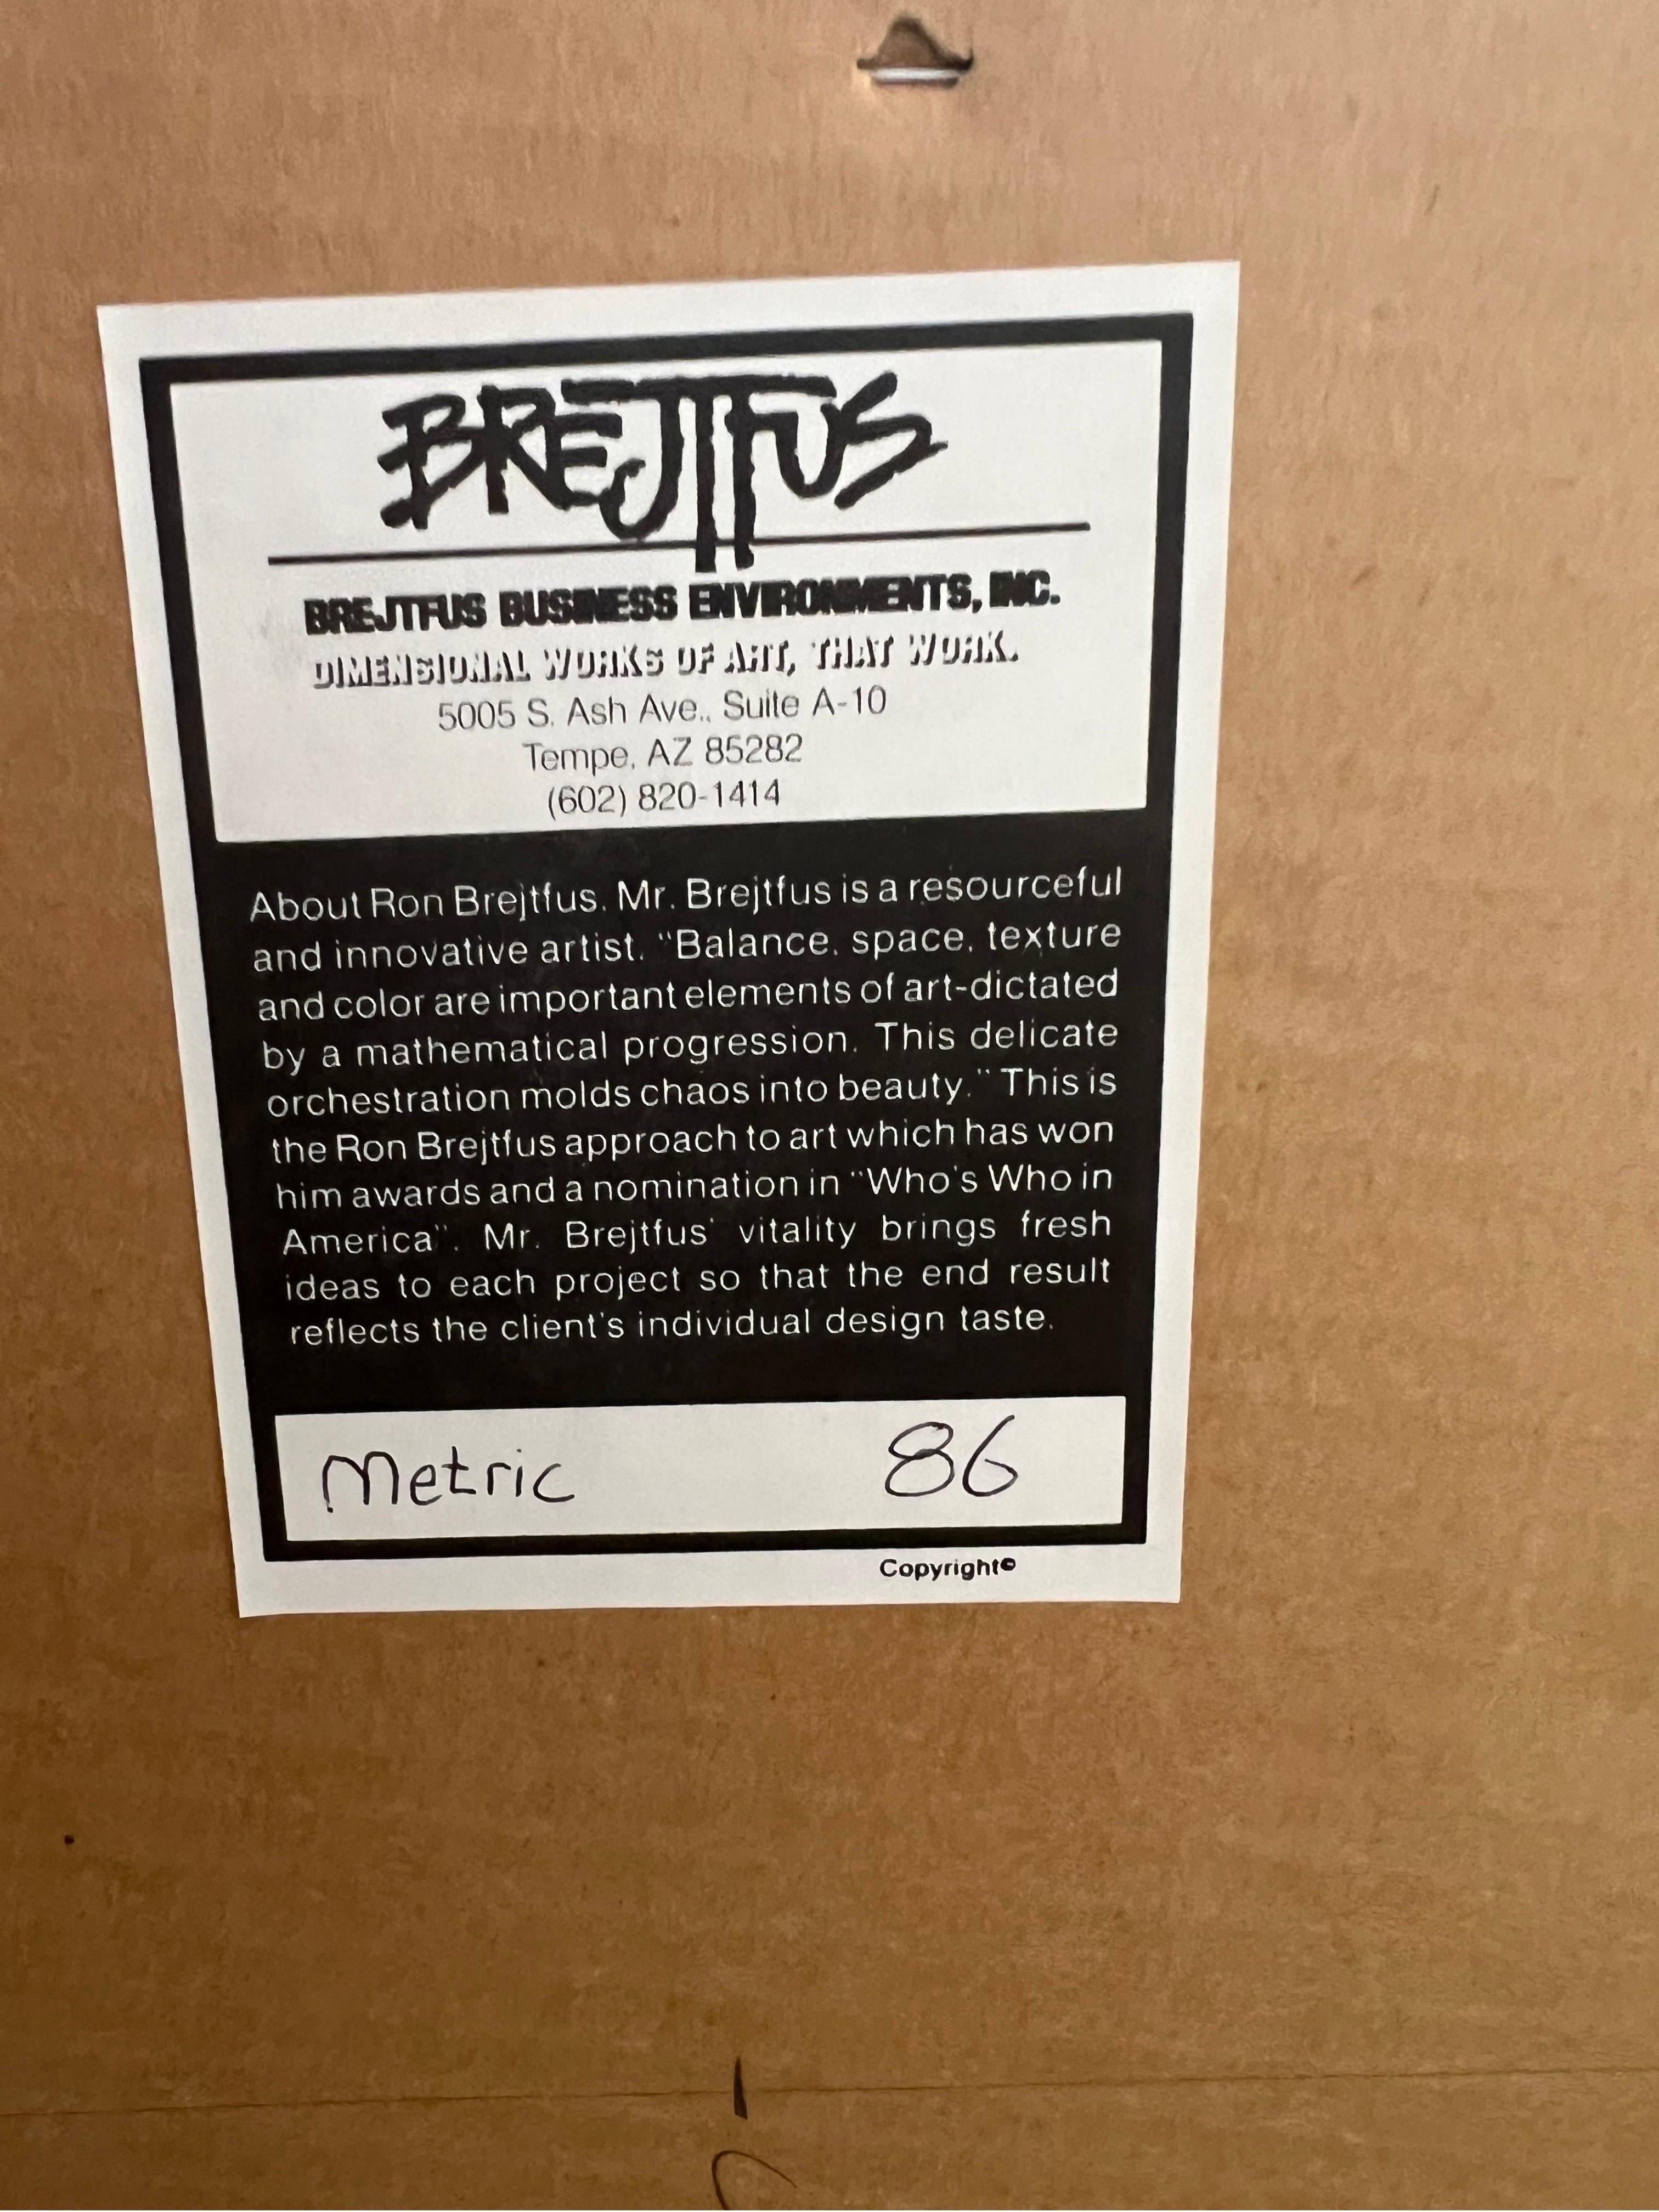 BREJTFUS
BREJTFUS BUSINESS ENVIRONMENTS, INC.
DIMENSIONAL WORKS OF ART, THAT WORK.
5005 S. Ash Ave., Suite A-10
Tempe, AZ 85282
(602) 820-1414
About Ron Brejtfus. Mr. Brejtfus is a resourceful
and innovative artist. “Balance, space, texture
and color are important elements of art-dictated
by a mathematical progression. This delicate
orchestration molds chaos into beauty.” This is
the Ron Brejtfus approach to art which has won
him awards and a nomination in “Who's Who in
America”. Mr. Brejtfus' vitality brings fresh
ideas to each project so that the end result
reflects the client's individual design taste.
Metric 86
Copyright©